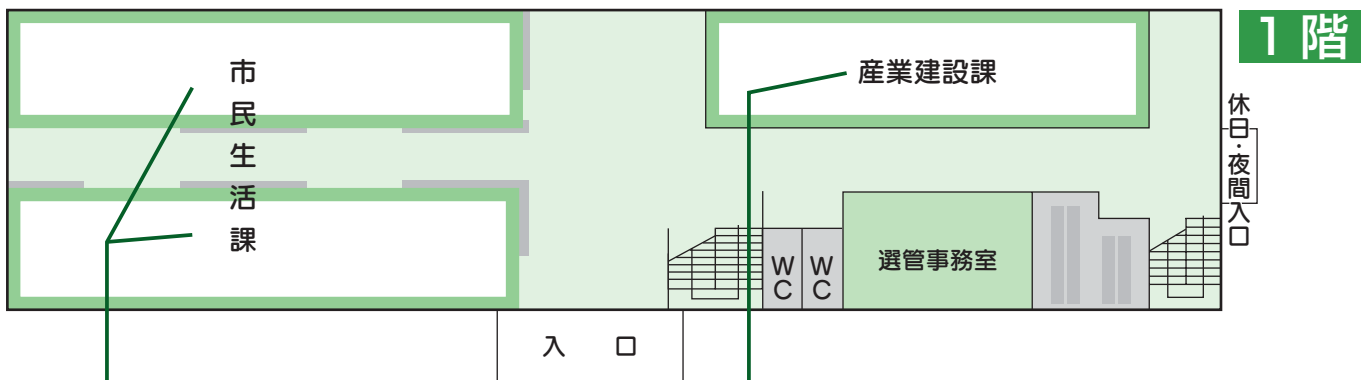 1階
市民生活課
産業建設課
休日・夜間入口
WC
WC
選管事務室
入口